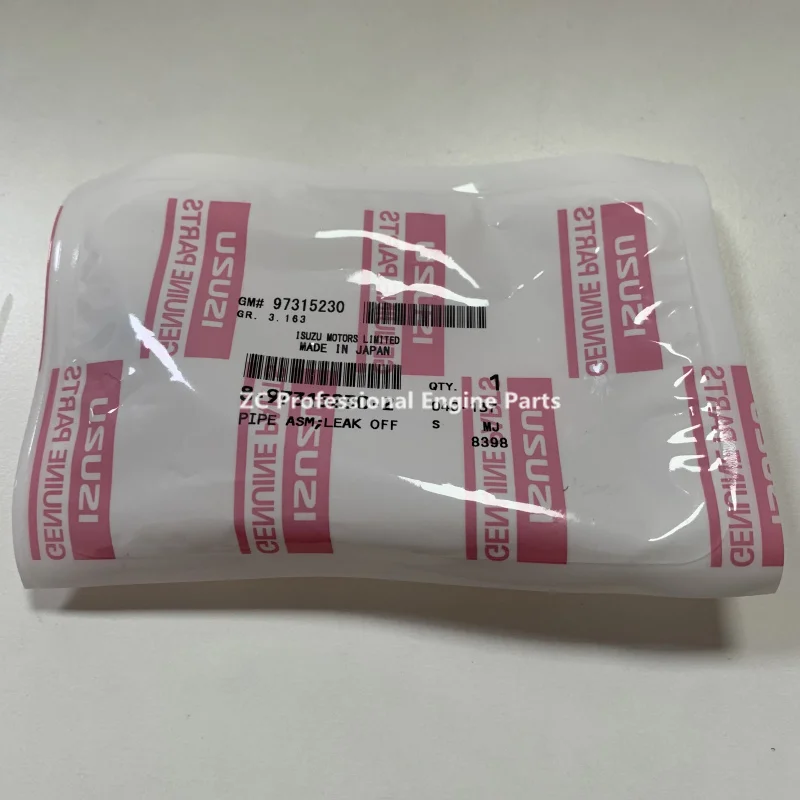 GENUINE PARTS
ISUZU
GENUINE PARTS
ISUZU
GENUINE PARTS
ISUZU
GM# 97315230
GR. 3.163
ISUZU MOTORS LIMITED
MADE IN JAPAN
QTY. 1
ZC Professional Engine Parts
PIPE ASM;LEAK OFF
S MJ
8398
GENUINE PARTS
ISUZU
GENUINE PARTS
ISUZU
GENUINE PARTS
ISUZU
GENUINE PARTS